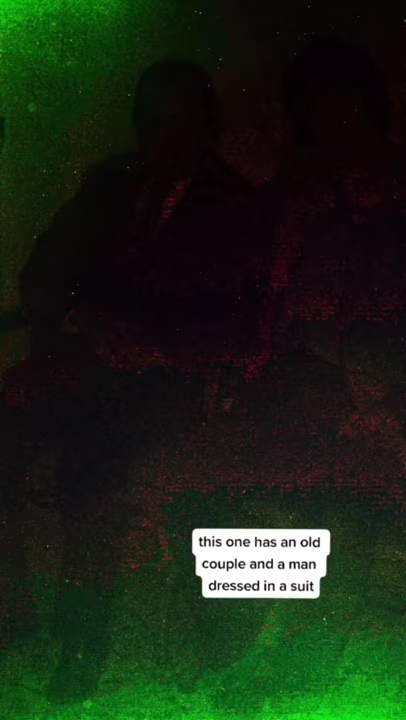 this one has an old
couple and a man
dressed in a suit